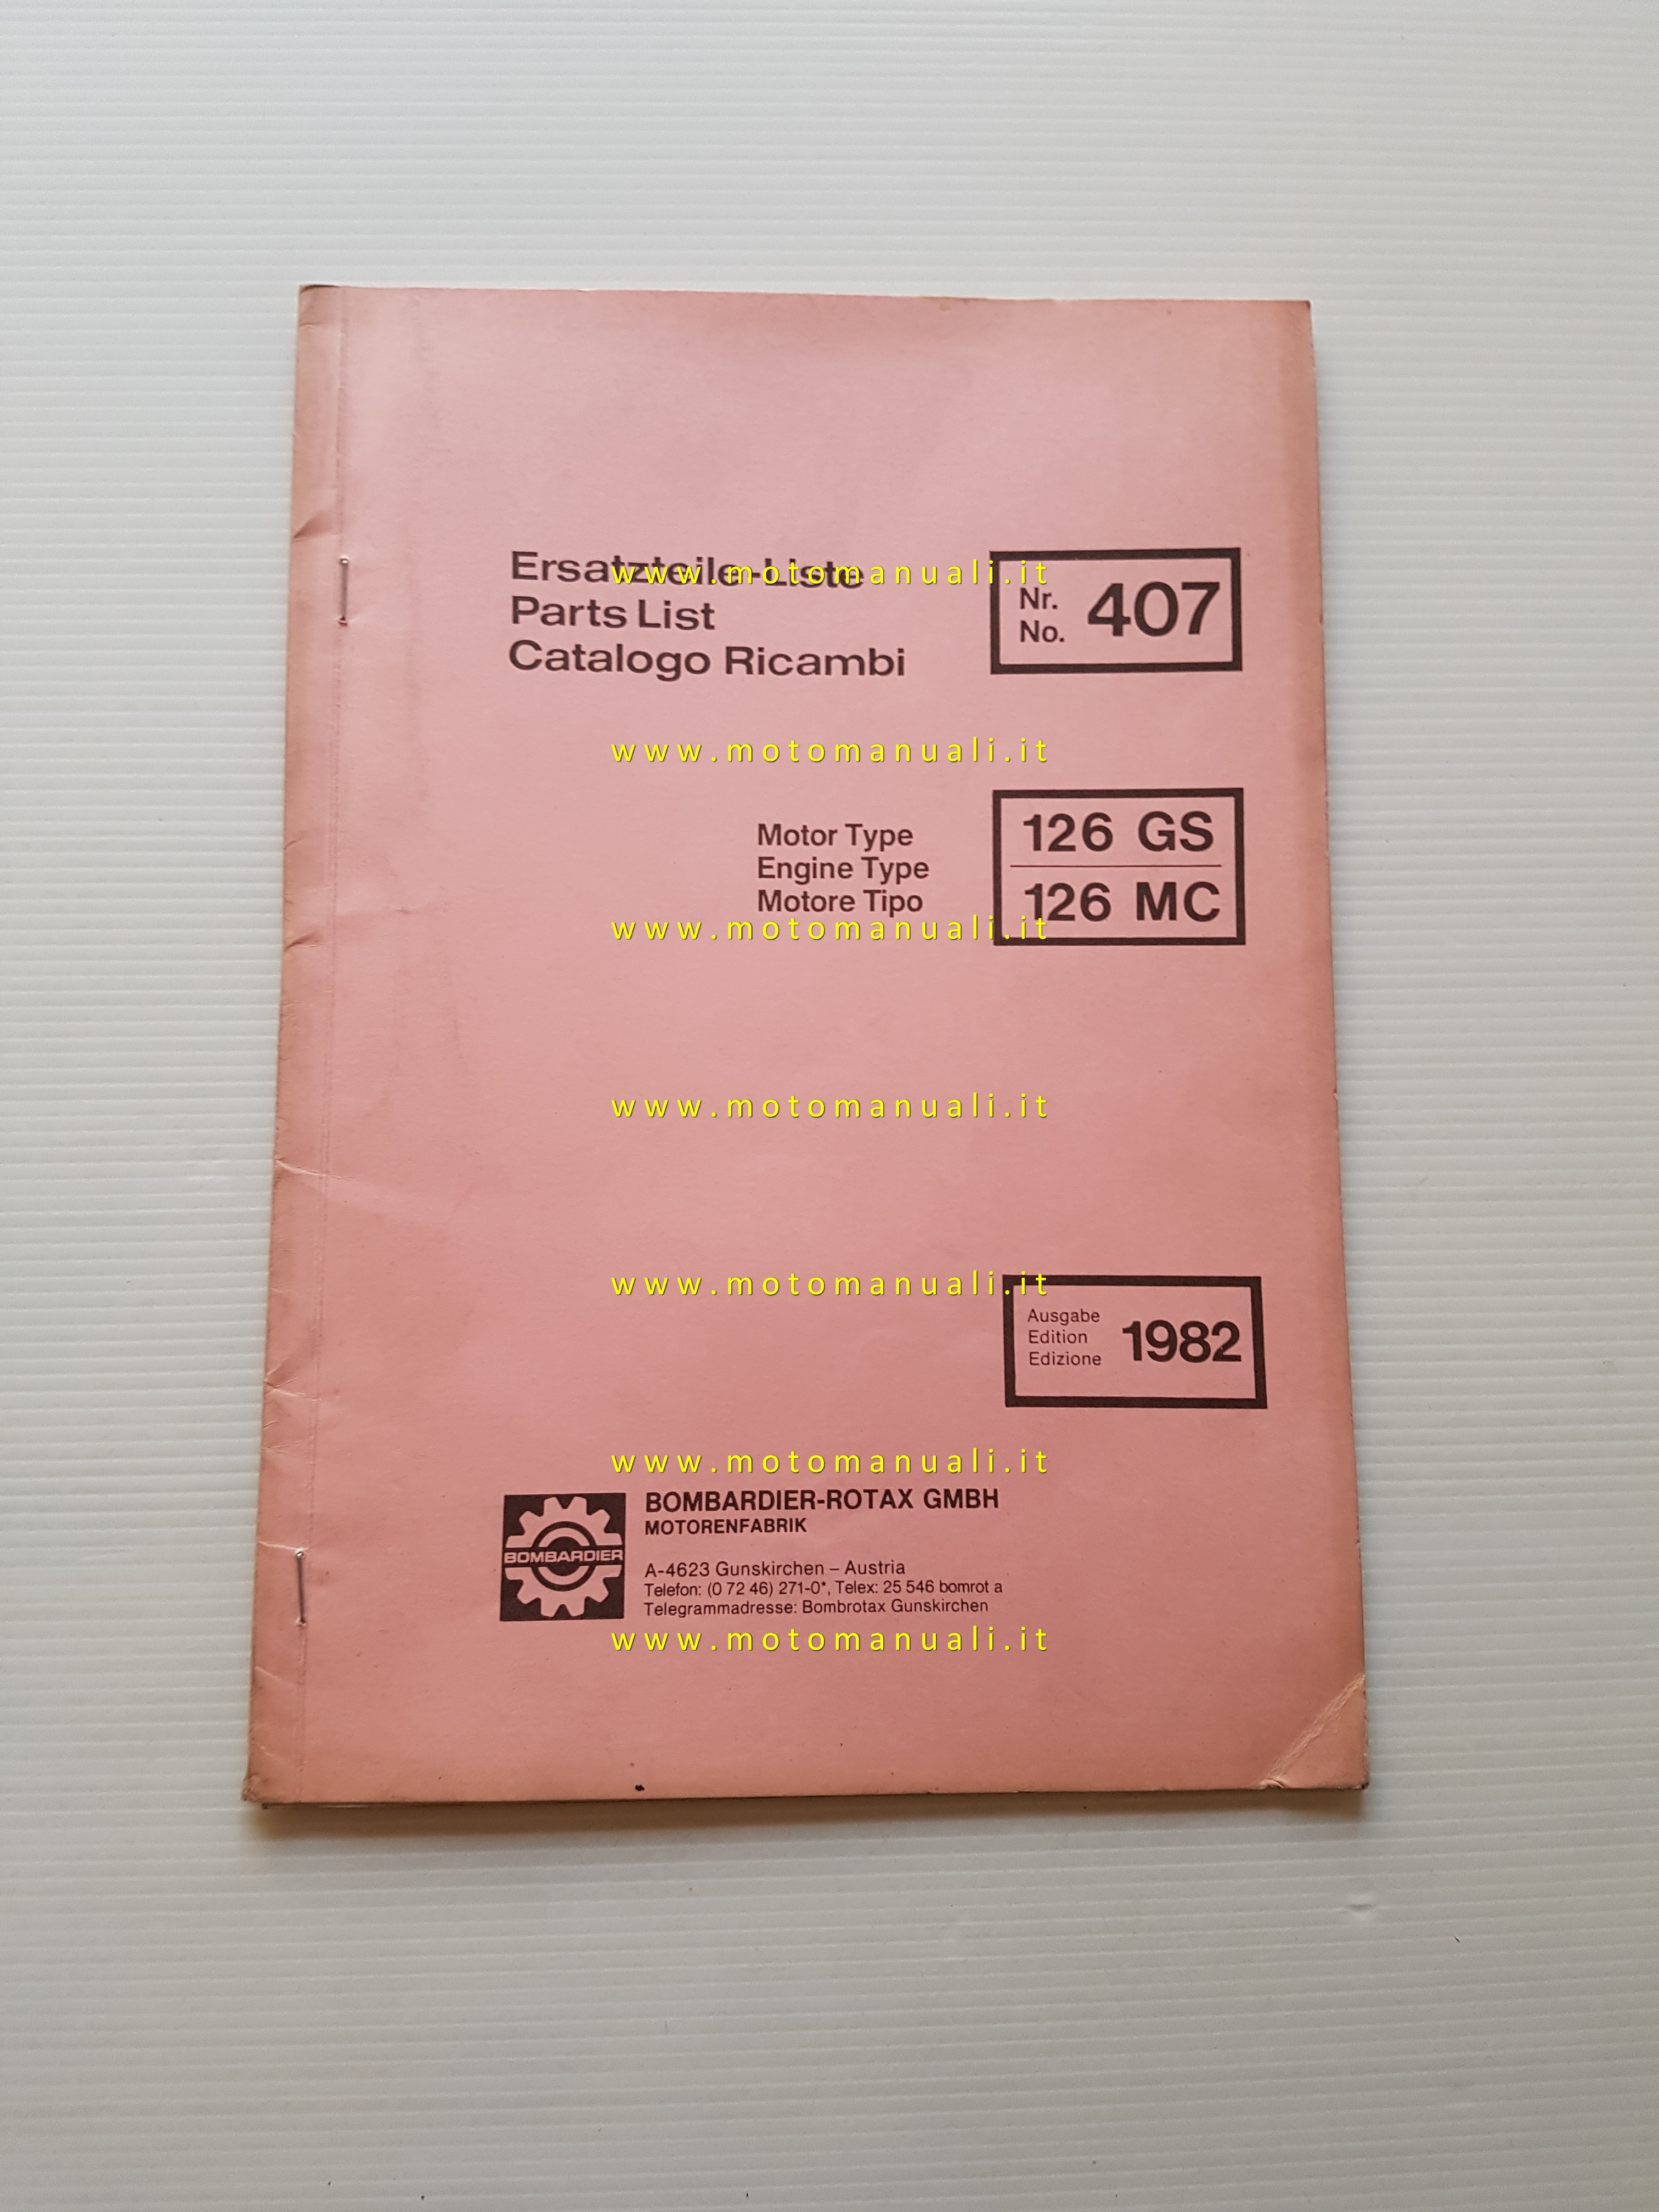 Ersatzteile-Liste
Parts List
Catalogo Ricambi
Nr.
No.
407
www.motomanuali.it
www.motomanuali.it
Motor Type
Engine Type
Motore Tipo
126 GS
126 MC
www.motomanuali.it
www.motomanuali.it
www.motomanuali.it
Ausgabe
Edition
Edizione
1982
www.motomanuali.it
BOMBARDIER
BOMBARDIER-ROTAX GMBH
MOTORENFABRIK
A-4623 Gunskirchen – Austria
Telefon: (0 72 46) 271-0*, Telex: 25 546 bomrot a
Telegrammadresse: Bombrotax Gunskirchen
www.motomanuali.it